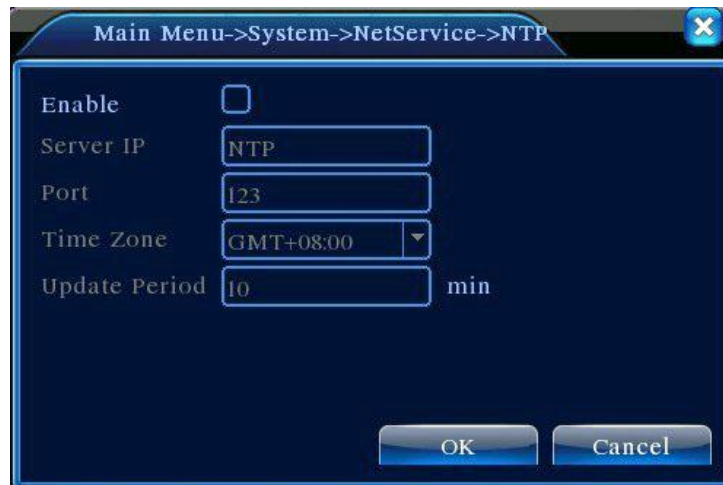 Main Menu->System->NetService->NTP
Enable
Server IP NTP
Port 123
Time Zone GMT+08:00
Update Period 10 min
OK Cancel